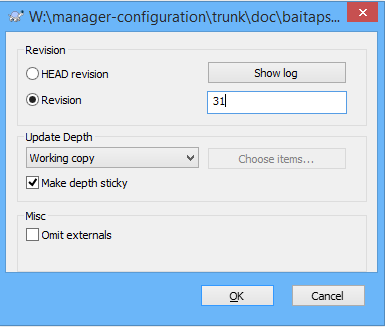 W:\manager-configuration\trunk\doc\baitaps...
Revision
HEAD revision
Show log
Revision
31
Update Depth
Working copy
Choose items...
Make depth sticky
Misc
Omit externals
OK
Cancel